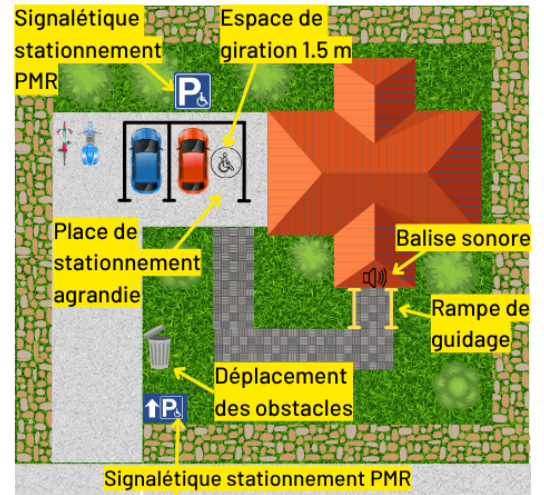 Signalétique
stationnement
PMR
Espace de
giration 1.5 m
P
Place de
stationnement
agrandie
Balise sonore
Rampe de
guidage
Déplacement
des obstacles
P
Signalétique stationnement PMR